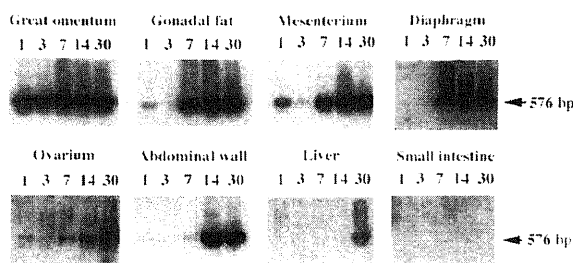 Great omentum Gonadal fat Mesenterium Diaphragm
1 3 7 14 30 1 3 7 14 30 1 3 7 14 30 1 3 7 14 30
576 bp
Ovarium Abdominal wall Liver Small intestine
1 3 7 14 30 1 3 7 14 30 1 3 7 14 30 1 3 7 14 30
576 bp